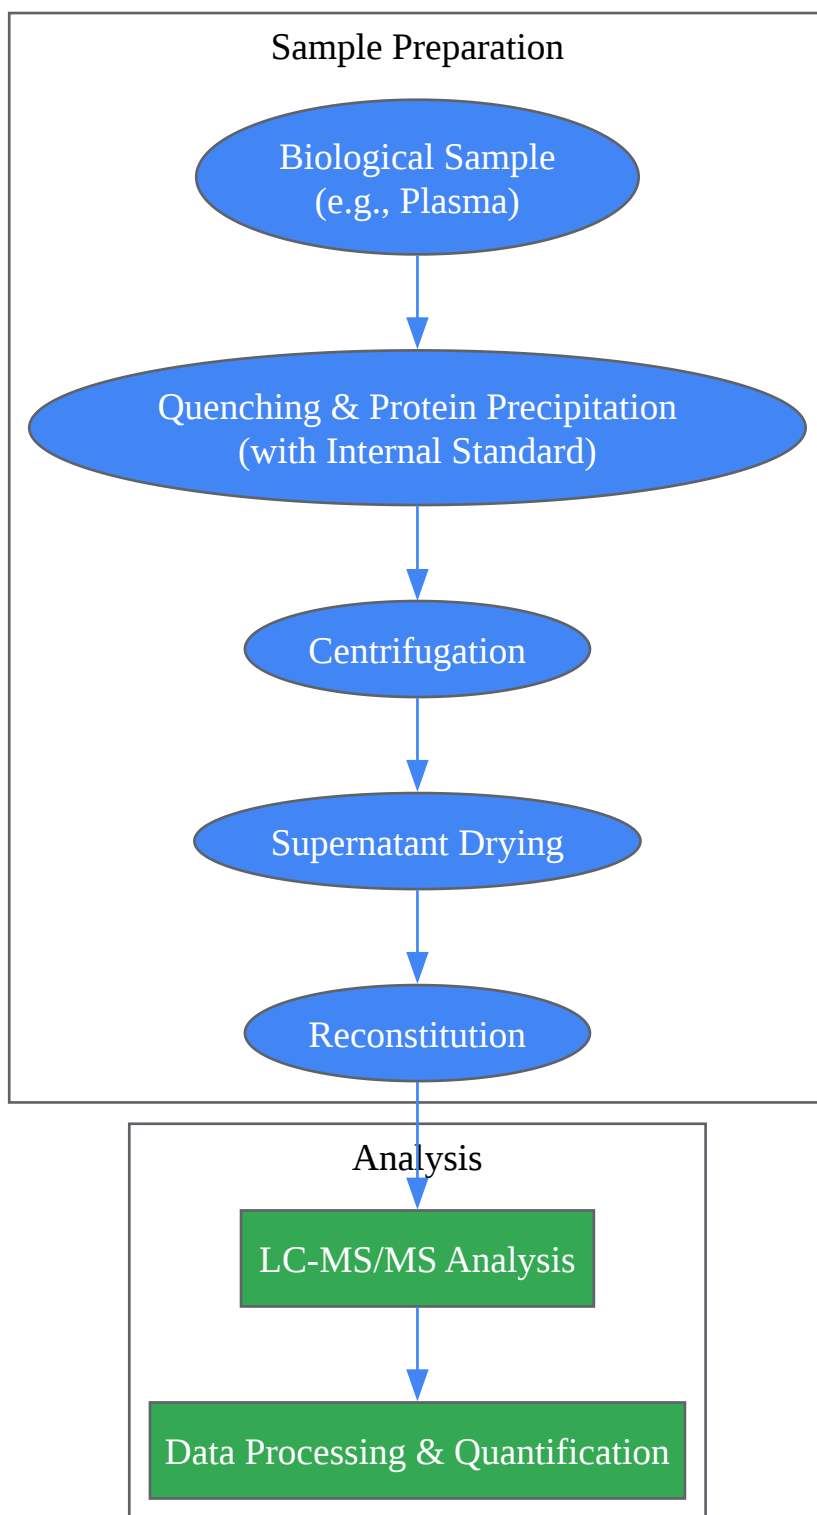 Sample Preparation
Biological Sample
(e.g., Plasma)
Quenching & Protein Precipitation
(with Internal Standard)
Centrifugation
Supernatant Drying
Reconstitution
Analysis
LC-MS/MS Analysis
Data Processing & Quantification